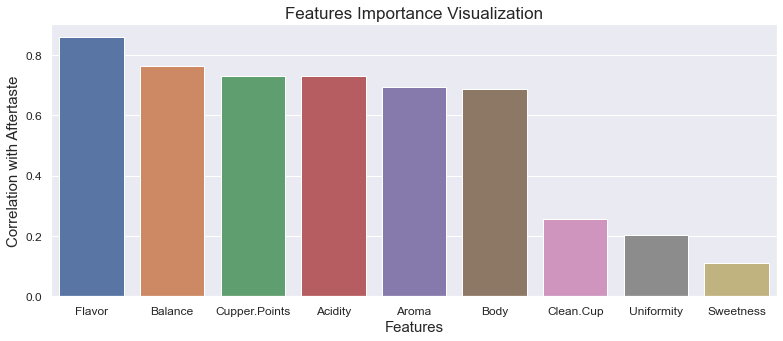 Features Importance Visualization
Correlation with Aftertaste
0.8
0.6
0.4
0.2
0.0
Flavor Balance Cupper.Points Acidity Aroma Body Clean.Cup Uniformity Sweetness
Features